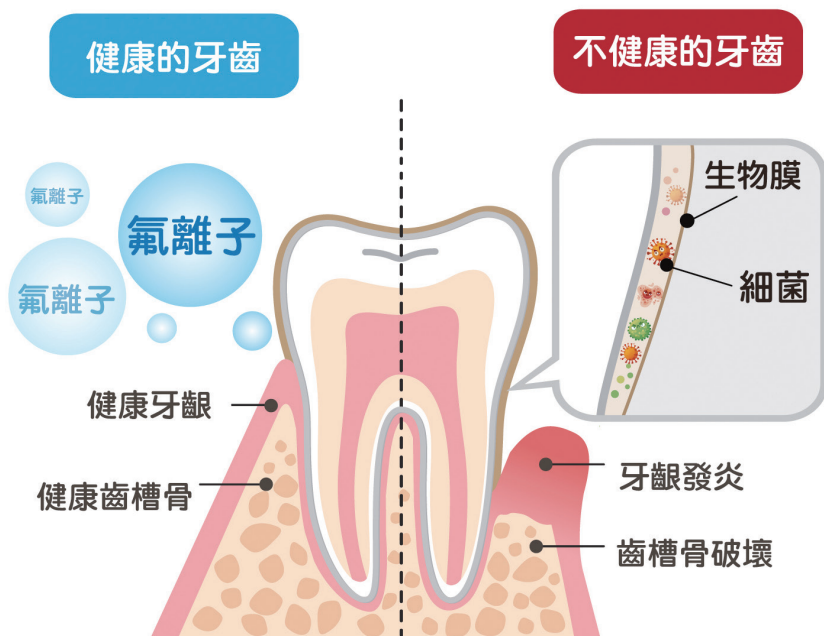 健康的牙齒
不健康的牙齒
氟離子
氟離子
氟離子
生物膜
細菌
健康牙齦
健康齒槽骨
牙齦發炎
齒槽骨破壞